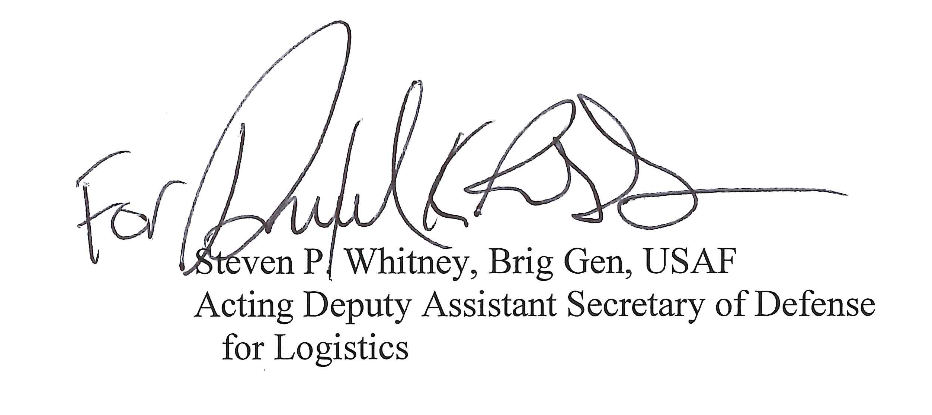 For
Steven P. Whitney, Brig Gen, USAF
Acting Deputy Assistant Secretary of Defense
for Logistics